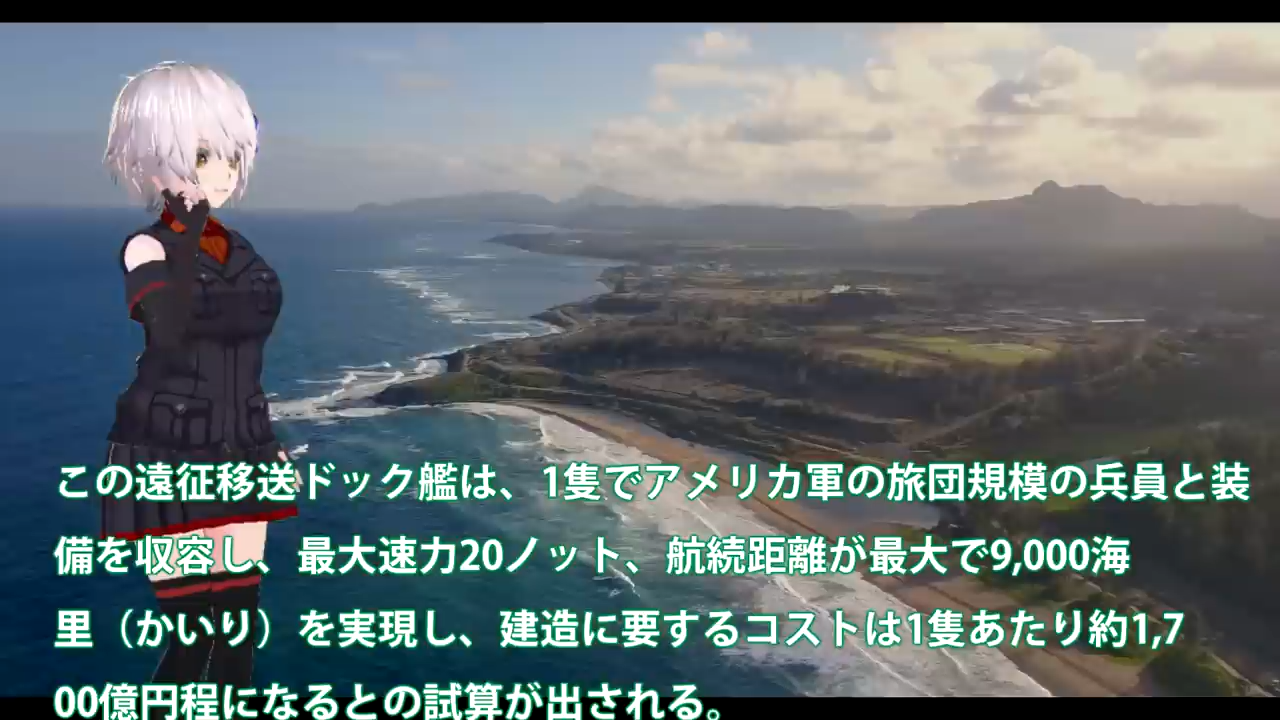 この遠征移送ドック艦は、1隻でアメリカ軍の旅団規模の兵員と装
備を収容し、最大速力20ノット、航続距離が最大で9,000海
里（かいり）を実現し、建造に要するコストは1隻あたり約1,7
00億円程になるとの試算が出される。